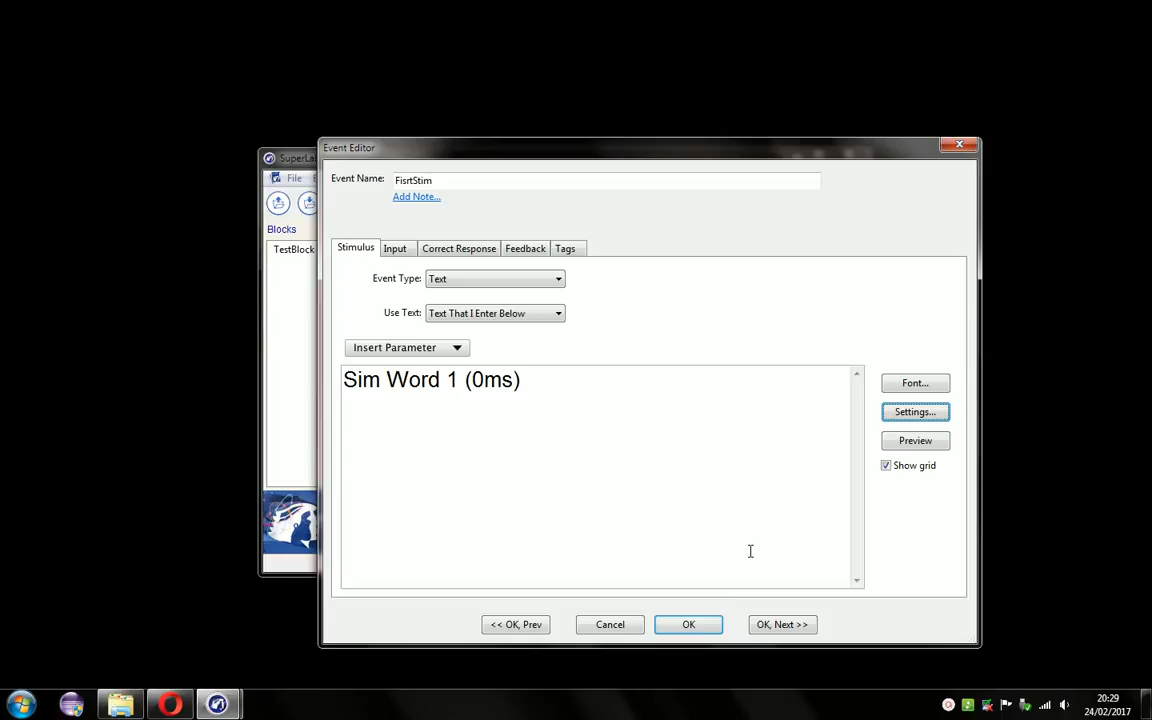 Event Editor
SuperLa
Event Name: FisrtStim
Add Note...
File
Blocks
TestBlock
Stimulus Input Correct Response Feedback Tags
Event Type: Text
Use Text: Text That I Enter Below
Insert Parameter
Sim Word 1 (0ms)
Font...
Settings...
Preview
Show grid
<< OK, Prev Cancel OK OK, Next >>
20:29
24/02/2017